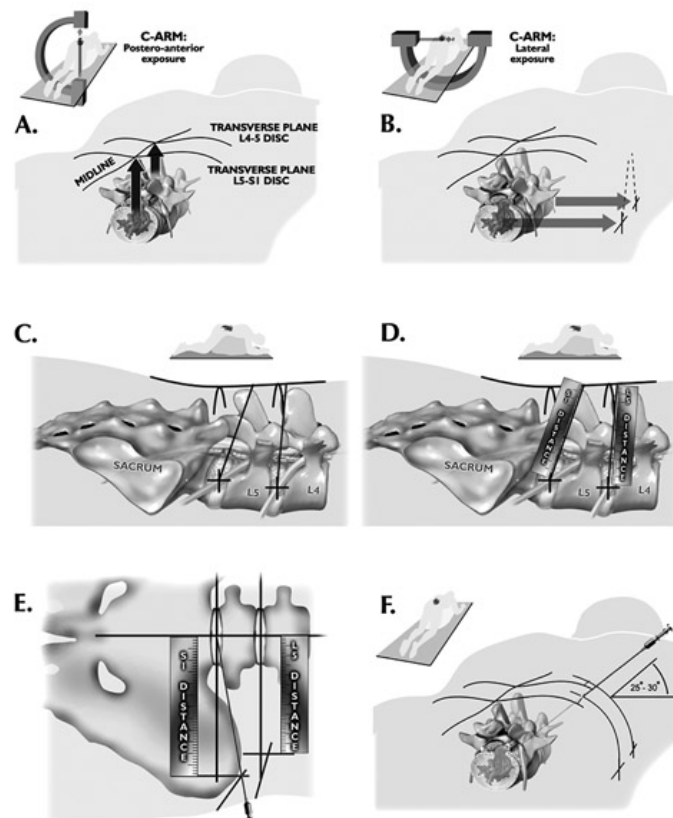 C-ARM:
Postero-anterior
exposure
A.
TRANSVERSE PLANE
L4-5 DISC
MIDLINE
TRANSVERSE PLANE
L5-S1 DISC
C-ARM:
Lateral
exposure
B.
C.
SACRUM
L5
L4
D.
S1 DISTANCE
L5 DISTANCE
SACRUM
L5
L4
E.
S1 DISTANCE
L5 DISTANCE
F.
25°- 30°